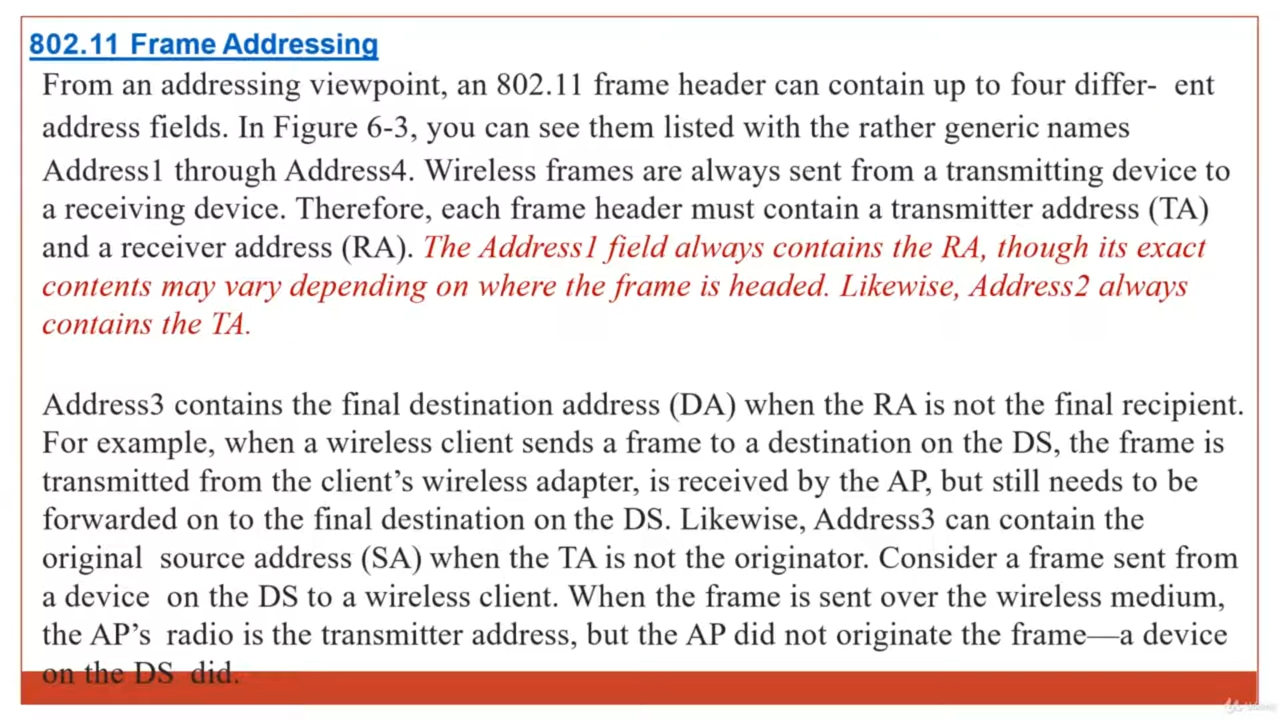 802.11 Frame Addressing
From an addressing viewpoint, an 802.11 frame header can contain up to four differ- ent
address fields. In Figure 6-3, you can see them listed with the rather generic names
Address1 through Address4. Wireless frames are always sent from a transmitting device to
a receiving device. Therefore, each frame header must contain a transmitter address (TA)
and a receiver address (RA). The Address1 field always contains the RA, though its exact
contents may vary depending on where the frame is headed. Likewise, Address2 always
contains the TA.
Address3 contains the final destination address (DA) when the RA is not the final recipient.
For example, when a wireless client sends a frame to a destination on the DS, the frame is
transmitted from the client’s wireless adapter, is received by the AP, but still needs to be
forwarded on to the final destination on the DS. Likewise, Address3 can contain the
original source address (SA) when the TA is not the originator. Consider a frame sent from
a device on the DS to a wireless client. When the frame is sent over the wireless medium,
the AP’s radio is the transmitter address, but the AP did not originate the frame—a device
on the DS did.